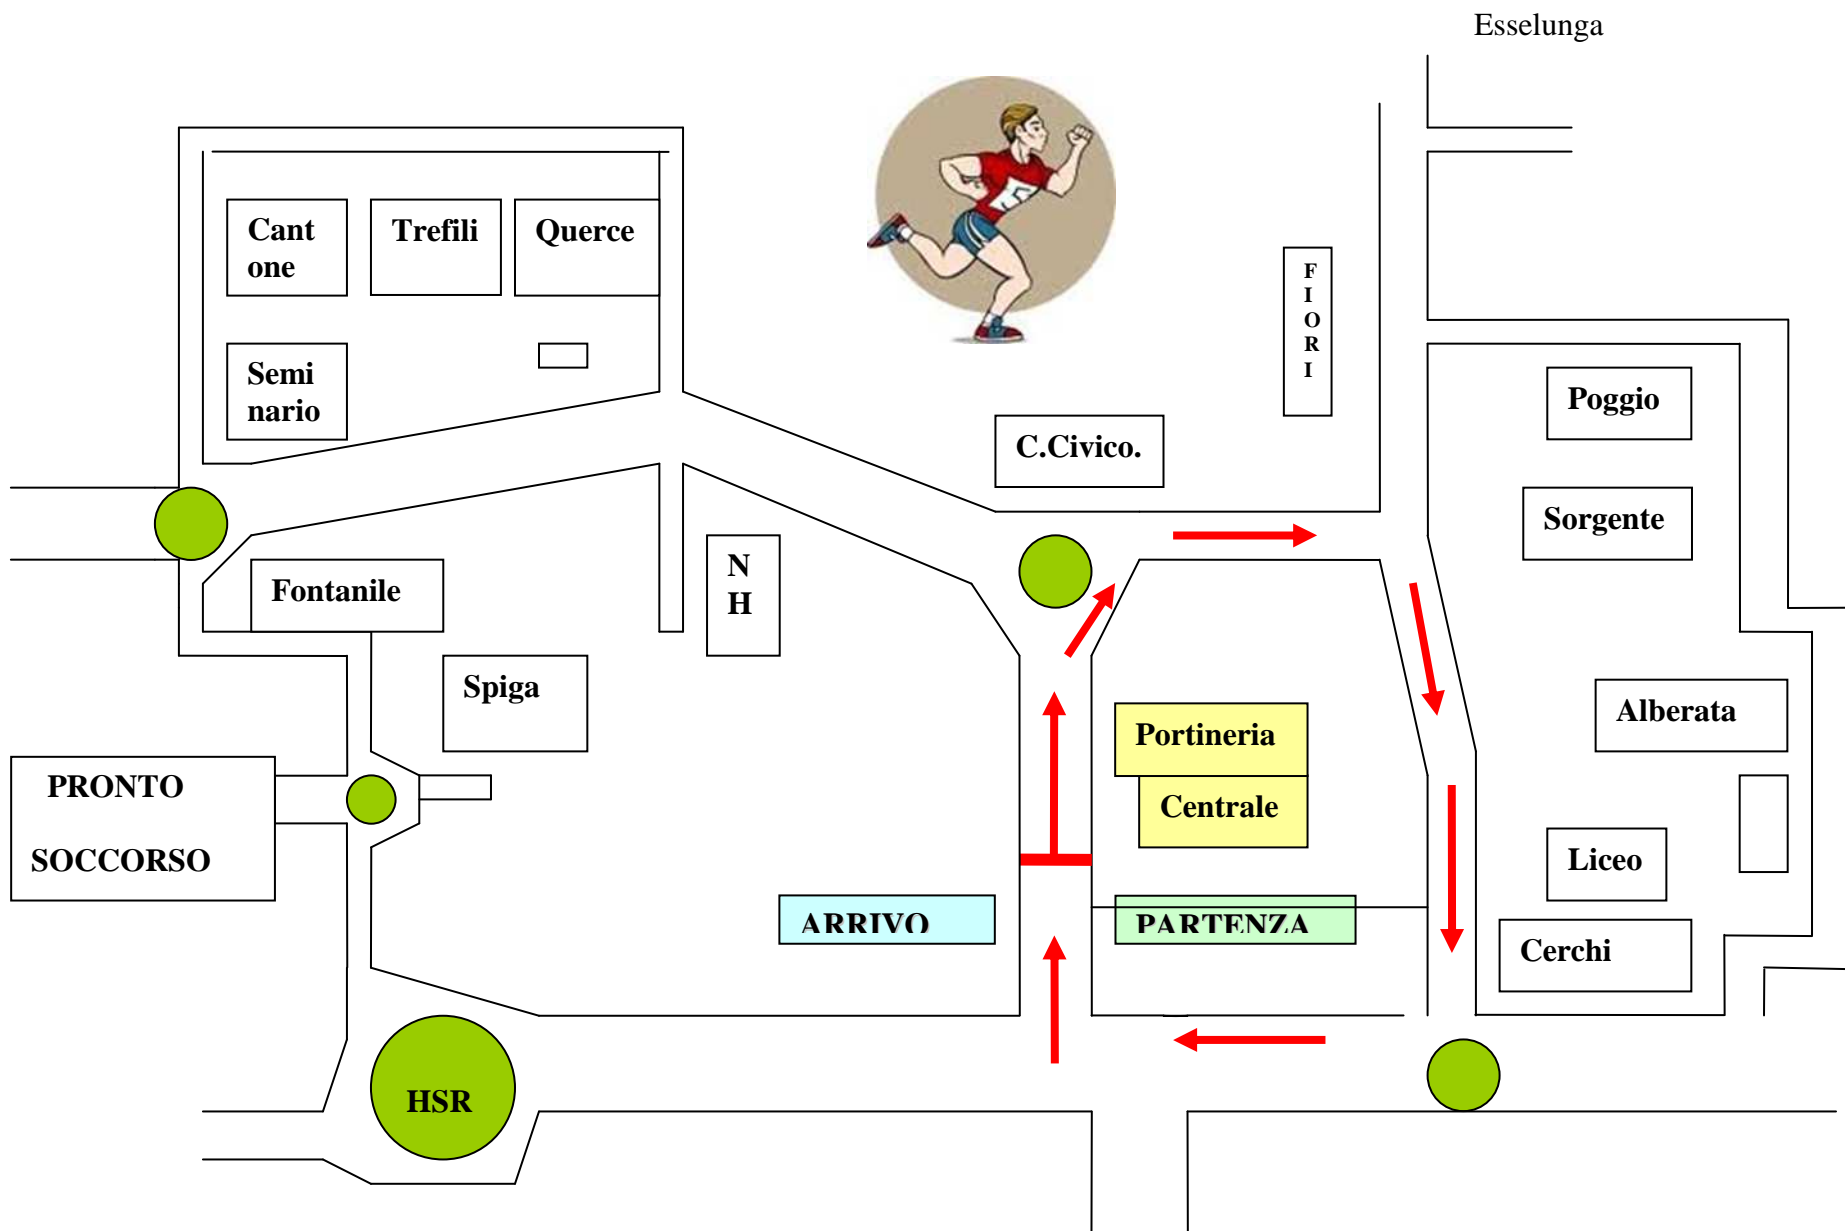 Esselunga
Cant
one
Trefili
Querce
F
I
O
R
I
Semi
nario
C.Civico.
Poggio
Sorgente
N
H
Fontanile
Spiga
Alberata
Portineria
Centrale
PRONTO
SOCCORSO
Liceo
ARRIVO
PARTENZA
Cerchi
HSR